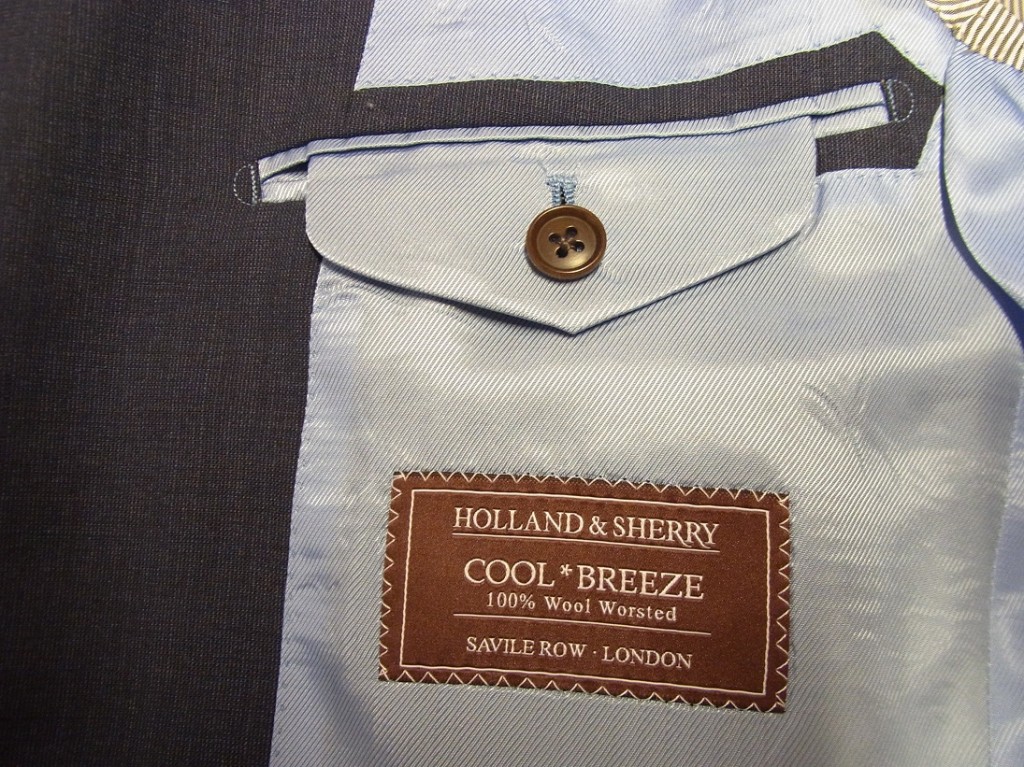 HOLLAND & SHERRY
COOL*BREEZE
100% Wool Worsted
SAVILE ROW · LONDON